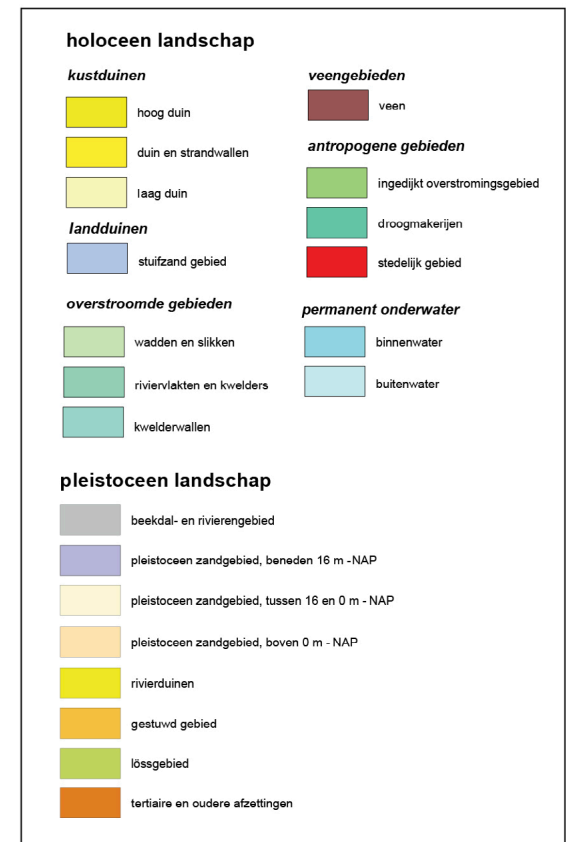 holoceen landschap
kustduinen
hoog duin
duin en strandwallen
laag duin
landduinen
stuifzand gebied
overstroomde gebieden
wadden en slikken
riviervlakten en kwelders
kwelderwallen
veengebieden
veen
antropogene gebieden
ingedijkt overstromingsgebied
droogmakerijen
stedelijk gebied
permanent onderwater
binnenwater
buitenwater
pleistoceen landschap
beekdal- en rivierengebied
pleistoceen zandgebied, beneden 16 m -NAP
pleistoceen zandgebied, tussen 16 en 0 m - NAP
pleistoceen zandgebied, boven 0 m - NAP
rivierduinen
gestuwd gebied
lössgebied
tertiaire en oudere afzettingen